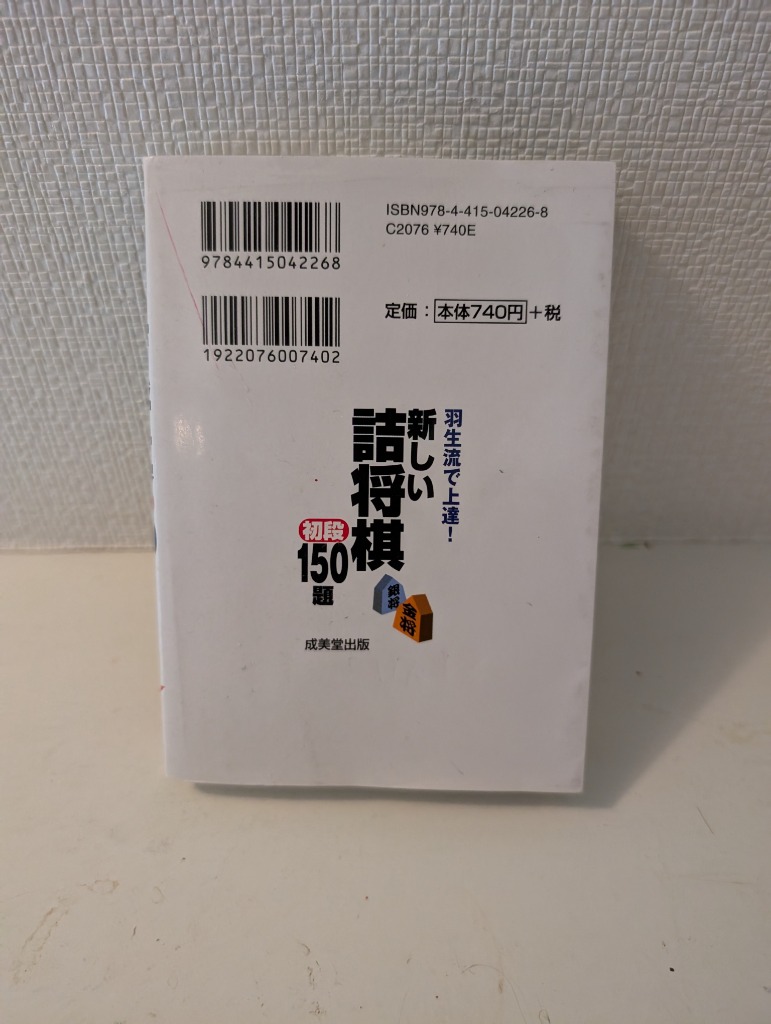 ISBN978-4-415-04226-8
C2076 ¥740E
9784415042268
定価：本体740円+税
1922076007402
羽生流で上達！
新しい
詰将棋
初段
150
題
銀将
金将
成美堂出版